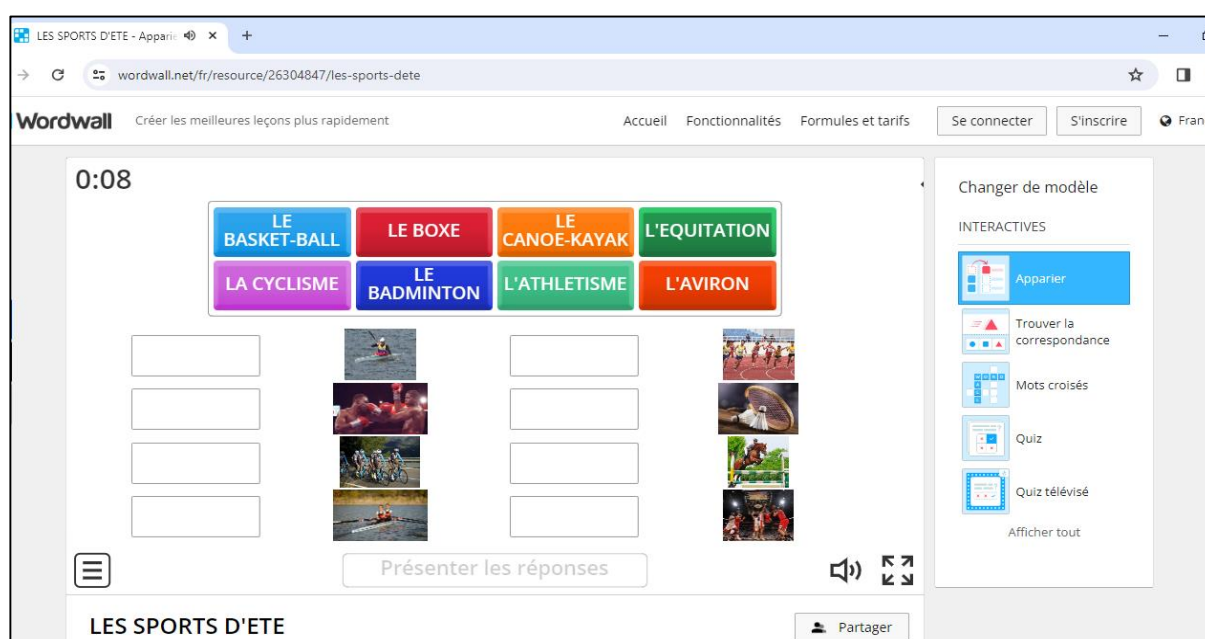 LES SPORTS D'ETE - Apparie
wordwall.net/fr/resource/26304847/les-sports-dete
Wordwall
Créer les meilleures leçons plus rapidement
Accueil
Fonctionnalités
Formules et tarifs
Se connecter
S'inscrire
Fran
0:08
LE
BASKET-BALL
LE BOXE
LE
CANOE-KAYAK
L'EQUITATION
LA CYCLISME
LE
BADMINTON
L'ATHLETISME
L'AVIRON
Présenter les réponses
LES SPORTS D'ETE
Partager
Changer de modèle
INTERACTIVES
Apparier
Trouver la
correspondance
Mots croisés
Quiz
Quiz télévisé
Afficher tout